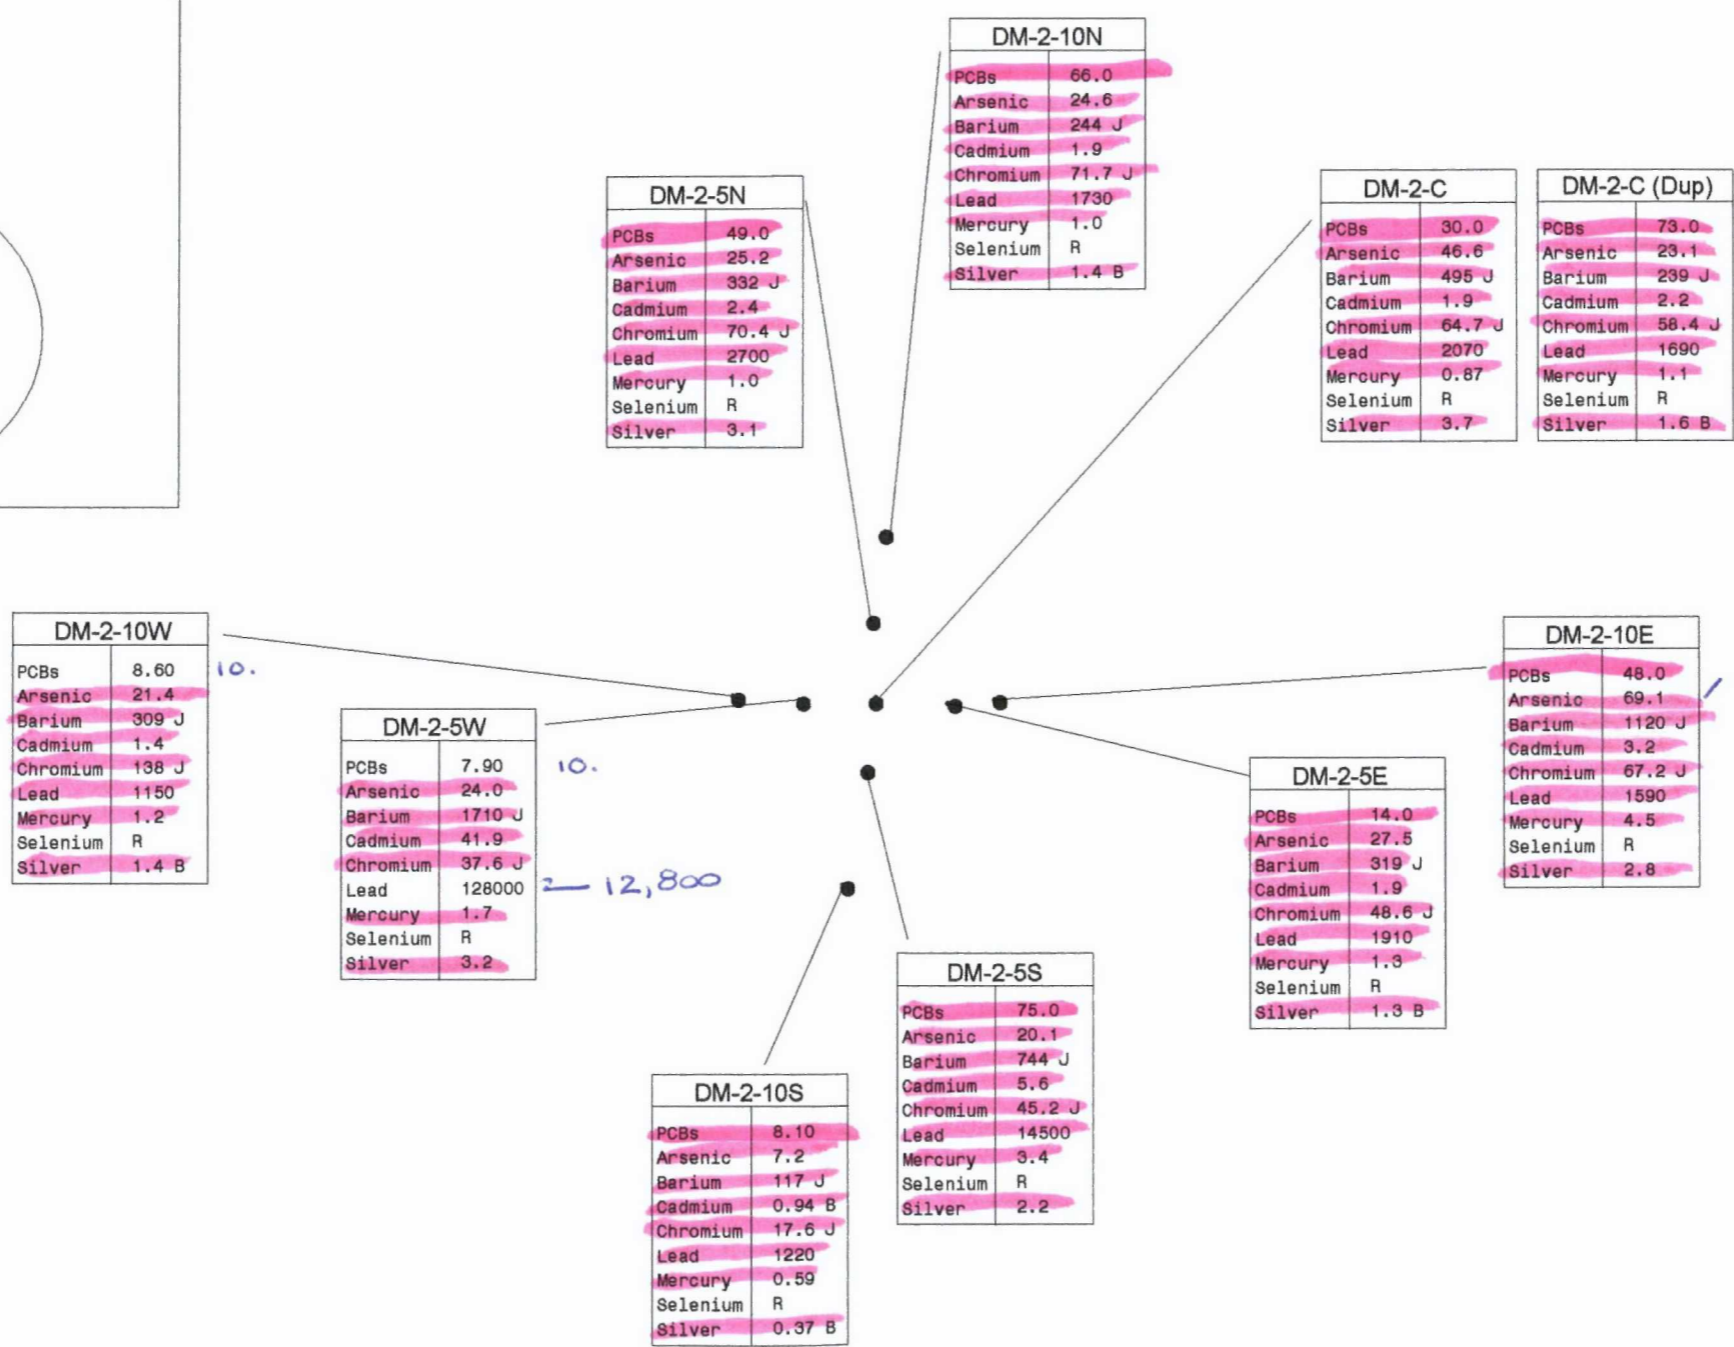 DM-2-10N
PCBs 66.0
Arsenic 24.6
Barium 244 J
Cadmium 1.9
Chromium 71.7 J
Lead 1730
Mercury 1.0
Selenium R
Silver 1.4 B
DM-2-5N
PCBs 49.0
Arsenic 25.2
Barium 332 J
Cadmium 2.4
Chromium 70.4 J
Lead 2700
Mercury 1.0
Selenium R
Silver 3.1
DM-2-C
PCBs 30.0
Arsenic 46.6
Barium 495 J
Cadmium 1.9
Chromium 64.7 J
Lead 2070
Mercury 0.87
Selenium R
Silver 3.7
DM-2-C (Dup)
PCBs 73.0
Arsenic 23.1
Barium 239 J
Cadmium 2.2
Chromium 58.4 J
Lead 1690
Mercury 1.1
Selenium R
Silver 1.6 B
DM-2-10W
PCBs 8.60 10.
Arsenic 21.4
Barium 309 J
Cadmium 1.4
Chromium 138 J
Lead 1150
Mercury 1.2
Selenium R
Silver 1.4 B
DM-2-5W
PCBs 7.90 10.
Arsenic 24.0
Barium 1710 J
Cadmium 41.9
Chromium 37.6 J
Lead 128000 12,800
Mercury 1.7
Selenium R
Silver 3.2
DM-2-10E
PCBs 48.0
Arsenic 69.1
Barium 1120 J
Cadmium 3.2
Chromium 67.2 J
Lead 1590
Mercury 4.5
Selenium R
Silver 2.8
DM-2-5E
PCBs 14.0
Arsenic 27.5
Barium 319 J
Cadmium 1.9
Chromium 48.6 J
Lead 1910
Mercury 1.3
Selenium R
Silver 1.3 B
DM-2-5S
PCBs 75.0
Arsenic 20.1
Barium 744 J
Cadmium 5.6
Chromium 45.2 J
Lead 14500
Mercury 3.4
Selenium R
Silver 2.2
DM-2-10S
PCBs 8.10
Arsenic 7.2
Barium 117 J
Cadmium 0.94 B
Chromium 17.6 J
Lead 1220
Mercury 0.59
Selenium R
Silver 0.37 B